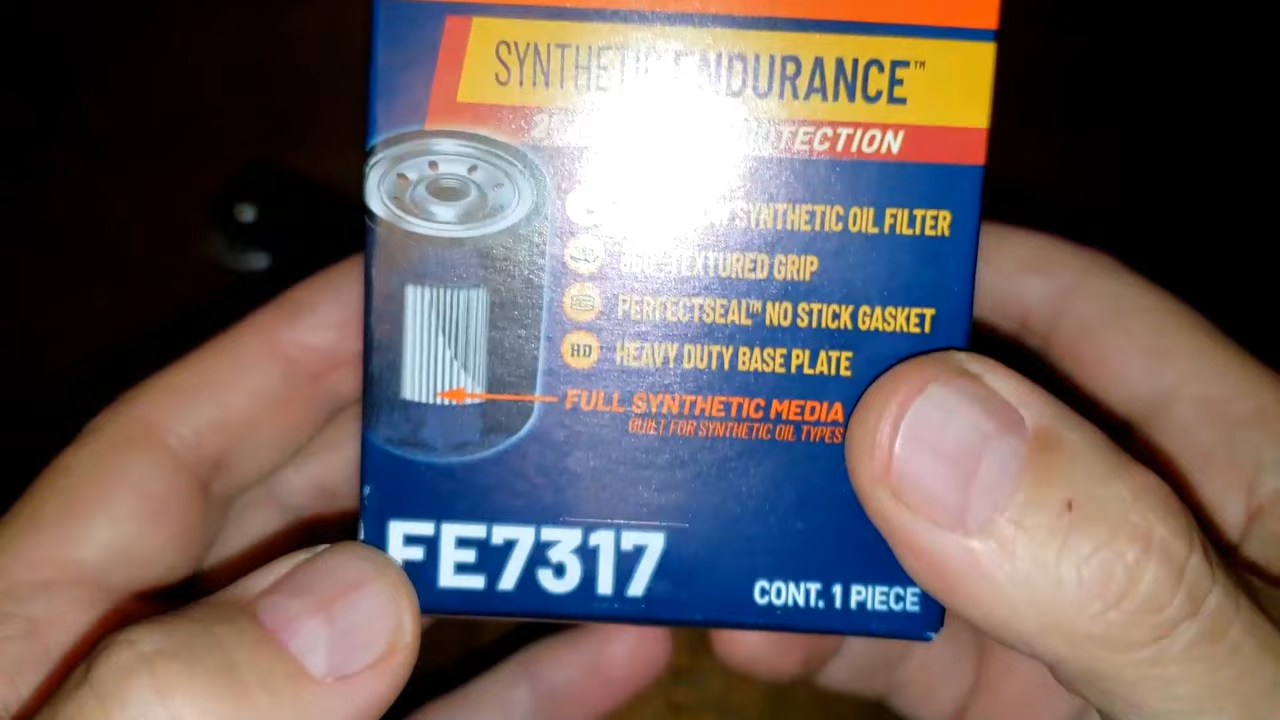 SYNTHETIC ENDURANCE™
SYNTHETIC OIL FILTER
TEXTURED GRIP
PERFECTSEAL™ NO STICK GASKET
HD HEAVY DUTY BASE PLATE
FULL SYNTHETIC MEDIA
BUILT FOR SYNTHETIC OIL TYPES
FE7317
CONT. 1 PIECE